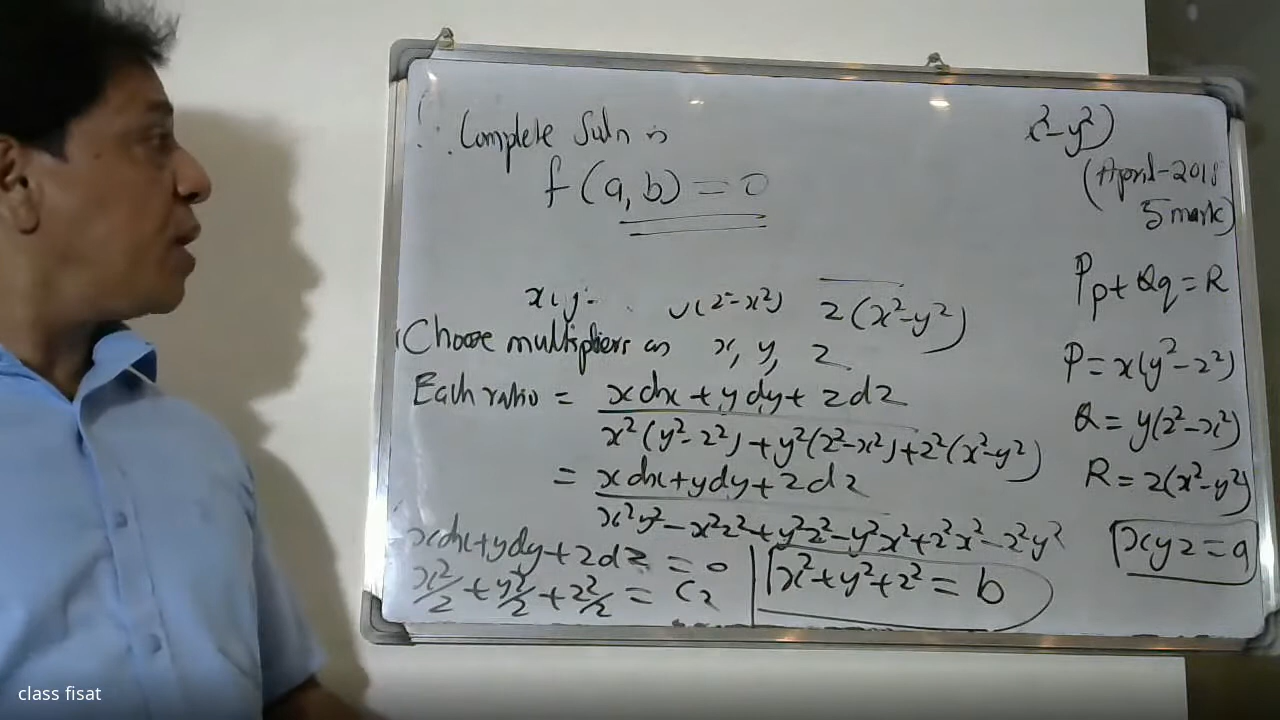 ∴ Complete Soln is
f(a, b) = 0
x²-y²)
(April-2018
5 mark)
Pp + Qq = R
y(z²-x²) z(x²-y²)
Choose multipliers as x, y, z
P = x(y²-z²)
Each ratio = xdx + ydy + zdz
x²(y²-z²) + y²(z²-x²) + z²(x²-y²)
Q = y(z²-x²)
= xdx + ydy + zdz
R = z(x²-y²)
x²y² - x²z² + y²z² - y²x² + z²x² - z²y²
xyz = a
xdx + ydy + zdz = 0
x²/2 + y²/2 + z²/2 = C₂
x² + y² + z² = b
class fisat